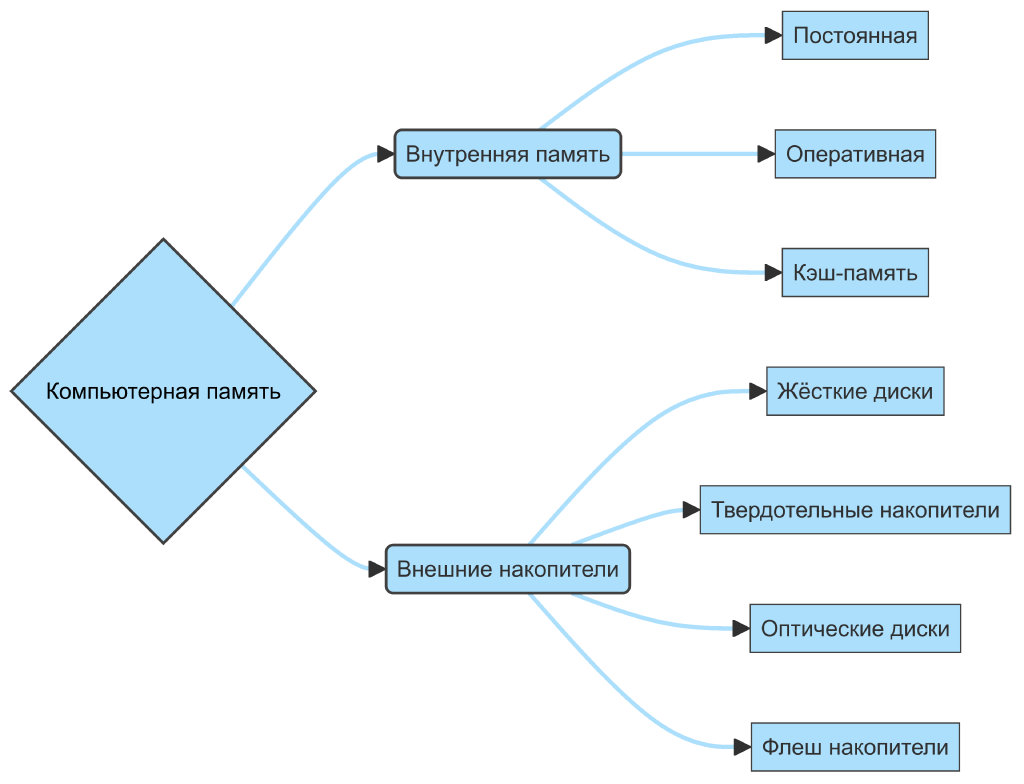 Постоянная
Внутренняя память
Оперативная
Кэш-память
Компьютерная память
Жёсткие диски
Твердотельные накопители
Внешние накопители
Оптические диски
Флеш накопители